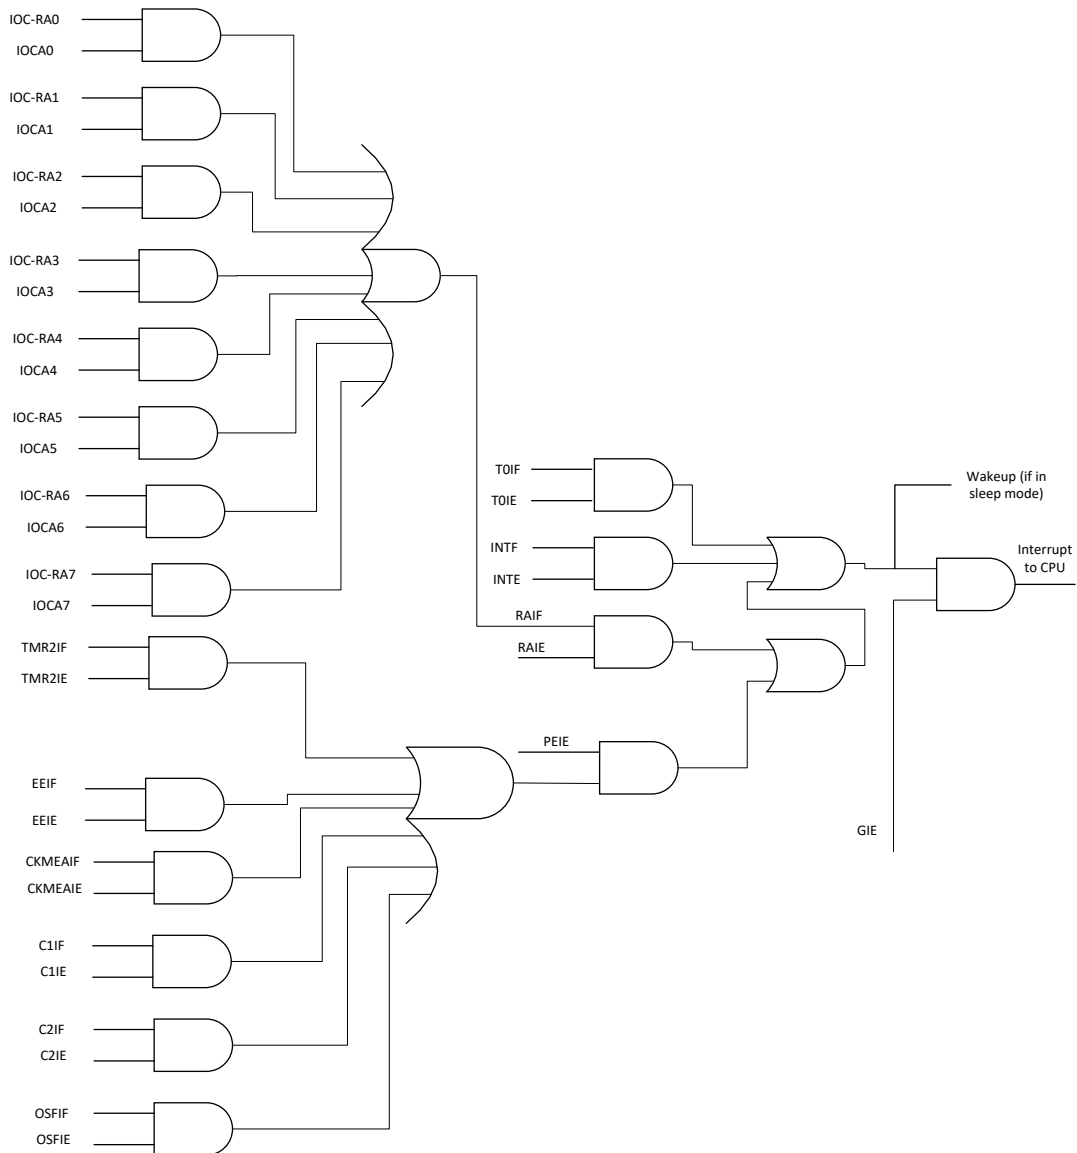 IOC-RA0
IOCA0
IOC-RA1
IOCA1
IOC-RA2
IOCA2
IOC-RA3
IOCA3
IOC-RA4
IOCA4
IOC-RA5
IOCA5
IOC-RA6
IOCA6
IOC-RA7
IOCA7
TMR2IF
TMR2IE
EEIF
EEIE
CKMEAIF
CKMEAIE
C1IF
C1IE
C2IF
C2IE
OSFIF
OSFIE
T0IF
T0IE
INTF
INTE
RAIF
RAIE
PEIE
Wakeup (if in
sleep mode)
Interrupt
to CPU
GIE